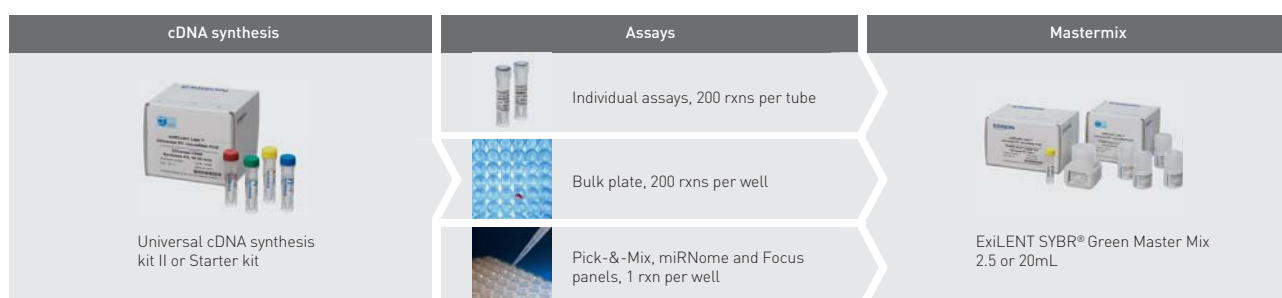 cDNA synthesis
Assays
Mastermix
Individual assays, 200 rxns per tube
Bulk plate, 200 rxns per well
Universal cDNA synthesis
kit II or Starter kit
Pick-&-Mix, miRNome and Focus
panels, 1 rxn per well
ExiLENT SYBR® Green Master Mix
2.5 or 20mL